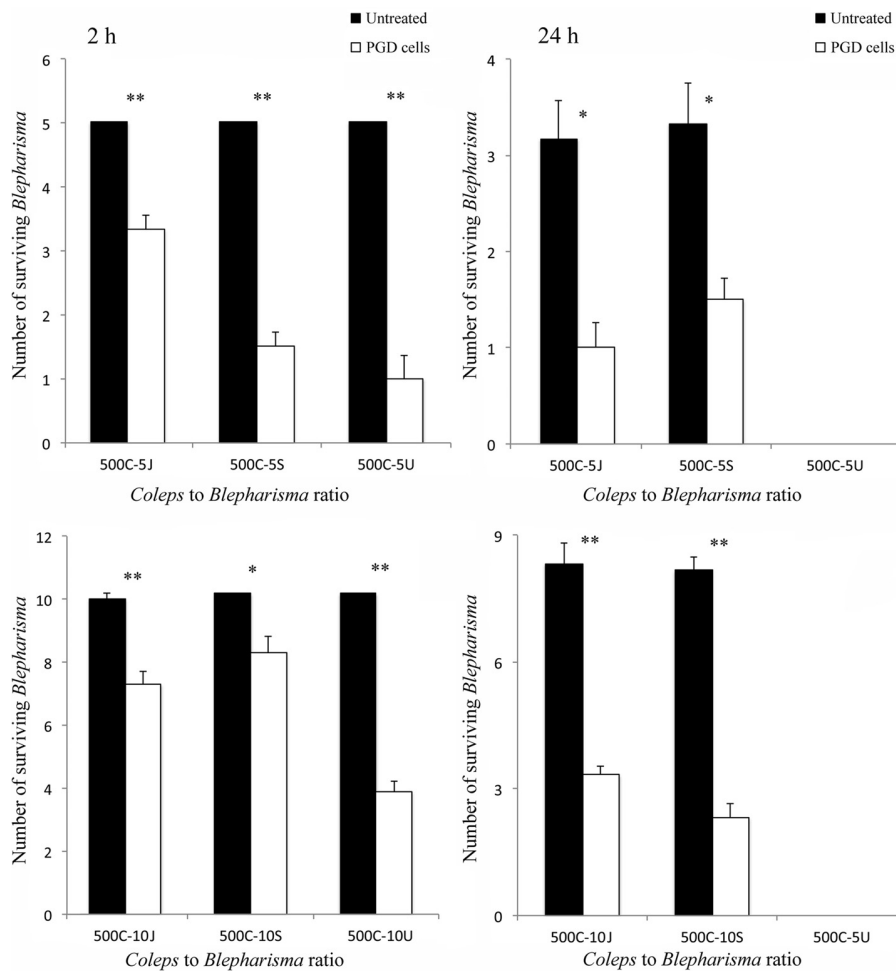 2 h
Untreated
PGD cells
Number of surviving Blepharisma
6
5
4
3
2
1
0
** ** **
500C-5J 500C-5S 500C-5U
Coleps to Blepharisma ratio
24 h
Untreated
PGD cells
Number of surviving Blepharisma
4
3
2
1
0
* *
500C-5J 500C-5S 500C-5U
Coleps to Blepharisma ratio
Number of surviving Blepharisma
12
10
8
6
4
2
0
** * **
500C-10J 500C-10S 500C-10U
Coleps to Blepharisma ratio
Number of surviving Blepharisma
9
6
3
0
** **
500C-10J 500C-10S 500C-5U
Coleps to Blepharisma ratio